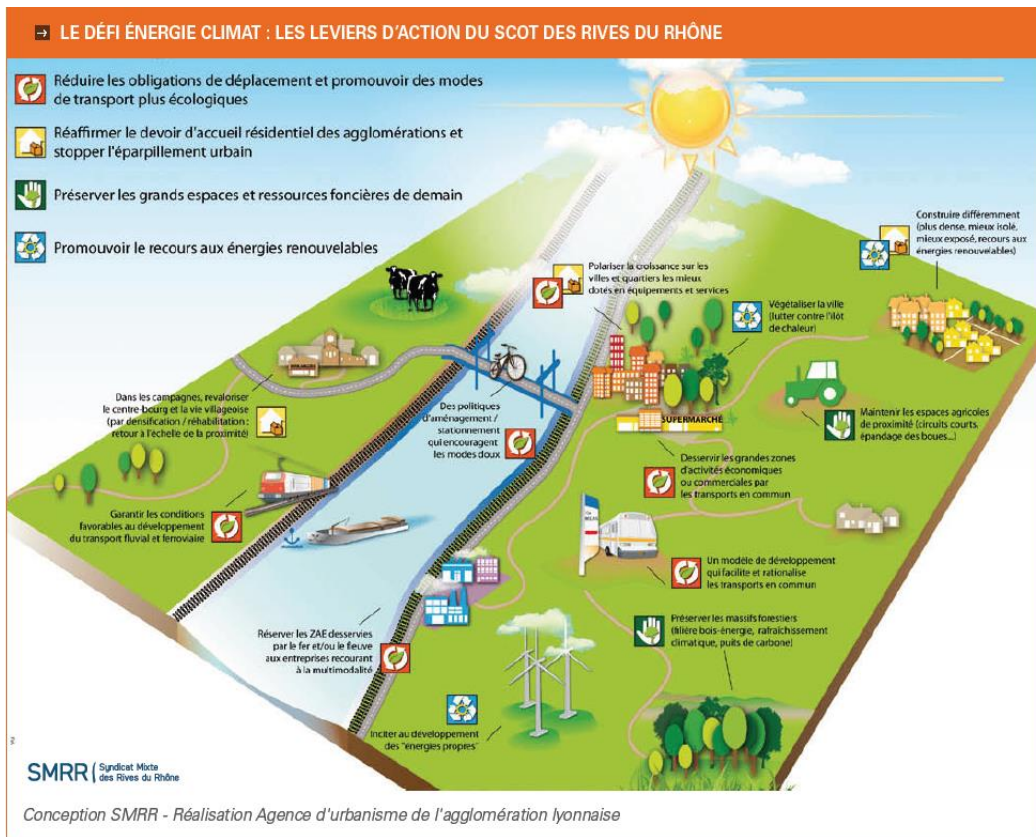 LE DÉFI ÉNERGIE CLIMAT : LES LEVIERS D'ACTION DU SCOT DES RIVES DU RHÔNE
Réduire les obligations de déplacement et promouvoir des modes
de transport plus écologiques
Réaffirmer le devoir d'accueil résidentiel des agglomérations et
stopper l'éparpillement urbain
Préserver les grands espaces et ressources foncières de demain
Promouvoir le recours aux énergies renouvelables
Construire différemment
(plus dense, mieux isolé,
mieux exposé, recours aux
énergies renouvelables)
Polariser la croissance sur les
villes et quartiers les mieux
dotés en équipements et services
Végétaliser la ville
(lutter contre l'îlôt
de chaleur)
Dans les campagnes, revaloriser
le centre-bourg et la vie villageoise
(par densification / réhabilitation :
retour à l'échelle de la proximité)
Des politiques
d'aménagement /
stationnement
qui encouragent
les modes doux
SUPERMARCHÉ
Maintenir les espaces agricoles
de proximité (circuits courts,
épandage des boues...)
Desservir les grandes zones
d'activités économiques
ou commerciales par
les transports en commun
Garantir les conditions
favorables au développement
du transport fluvial et ferroviaire
Un modèle de développement
qui facilite et rationalise
les transports en commun
Réserver les ZAE desservies
par le fer et/ou le fleuve
aux entreprises recourant
à la multimodalité
Préserver les massifs forestiers
(filière bois-énergie, rafraîchissement
climatique, puits de carbone)
Inciter au développement
des "énergies propres"
SMRR Syndicat Mixte
des Rives du Rhône
Conception SMRR - Réalisation Agence d'urbanisme de l'agglomération lyonnaise